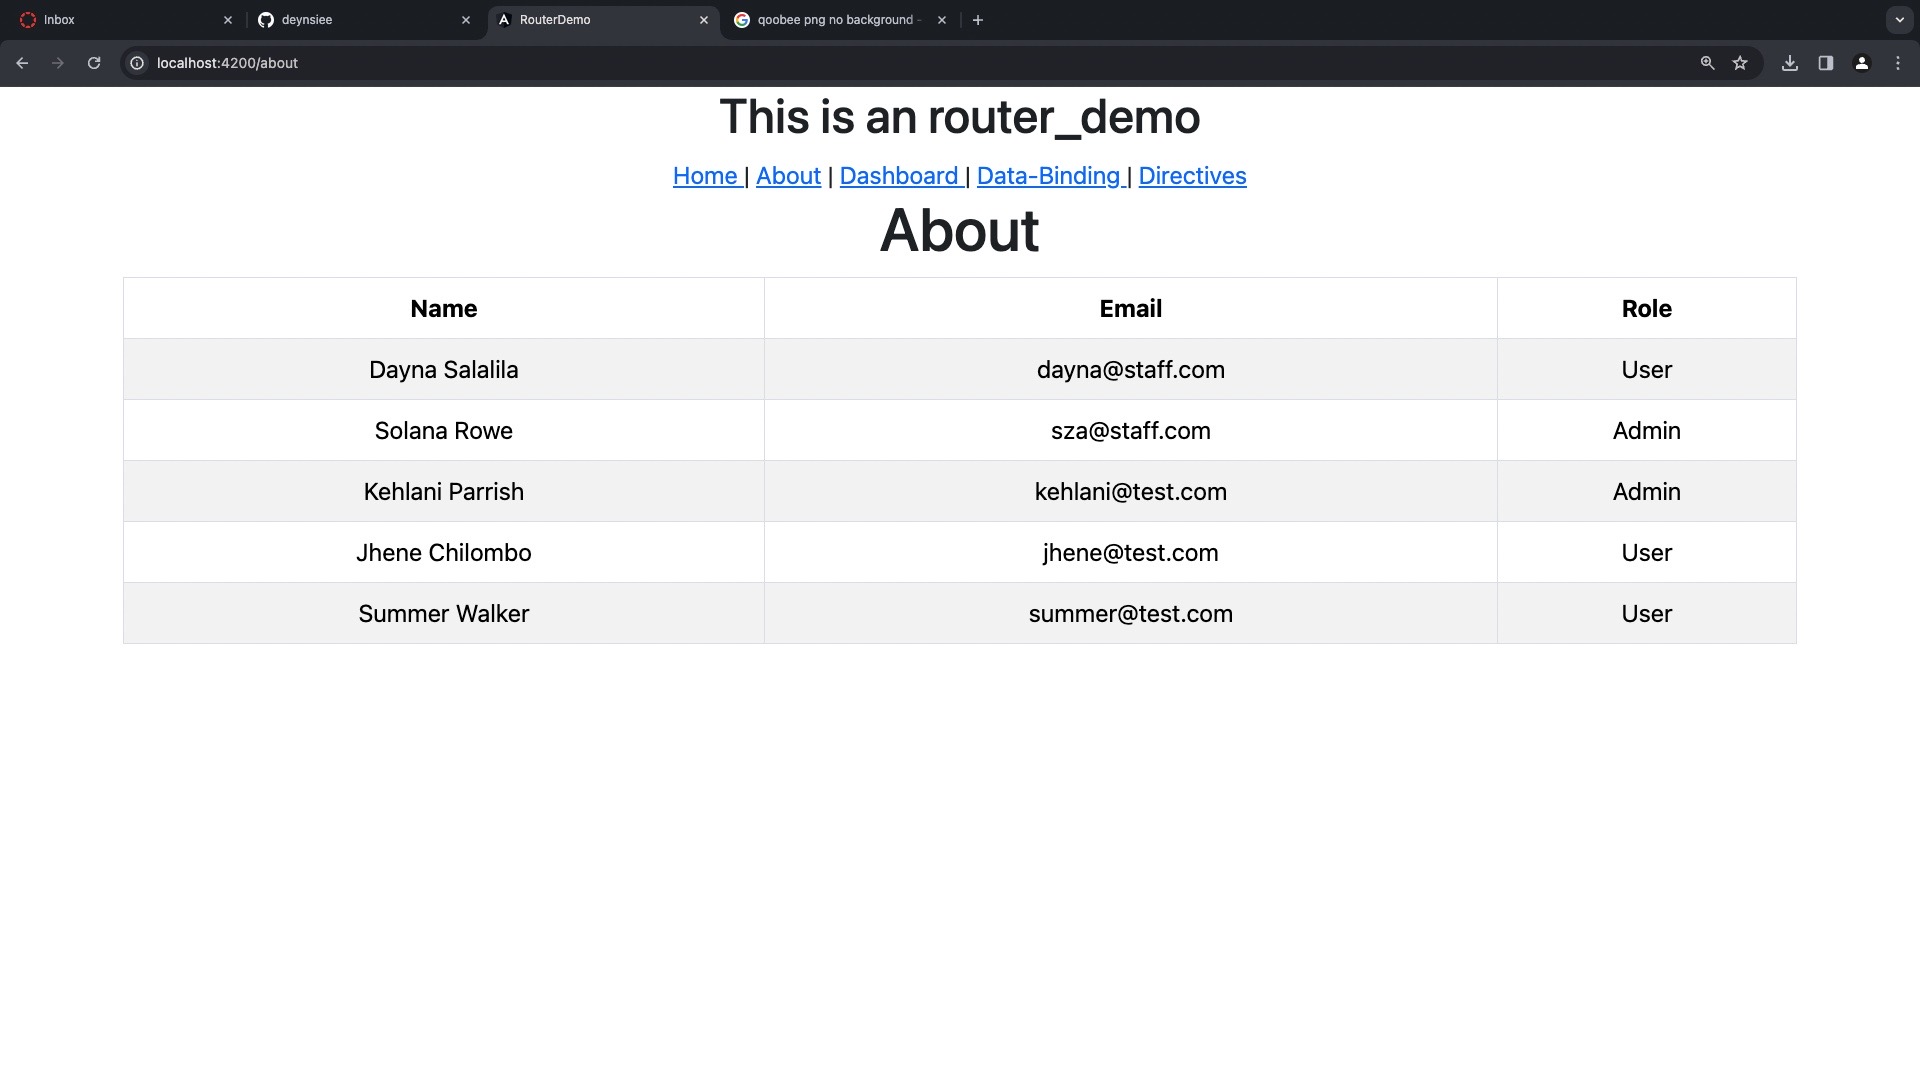 Inbox
deynsiee
RouterDemo
qoobee png no background -
localhost:4200/about
This is an router_demo
Home | About | Dashboard | Data-Binding | Directives
About
Name Email Role
Dayna Salalila dayna@staff.com User
Solana Rowe sza@staff.com Admin
Kehlani Parrish kehlani@test.com Admin
Jhene Chilombo jhene@test.com User
Summer Walker summer@test.com User